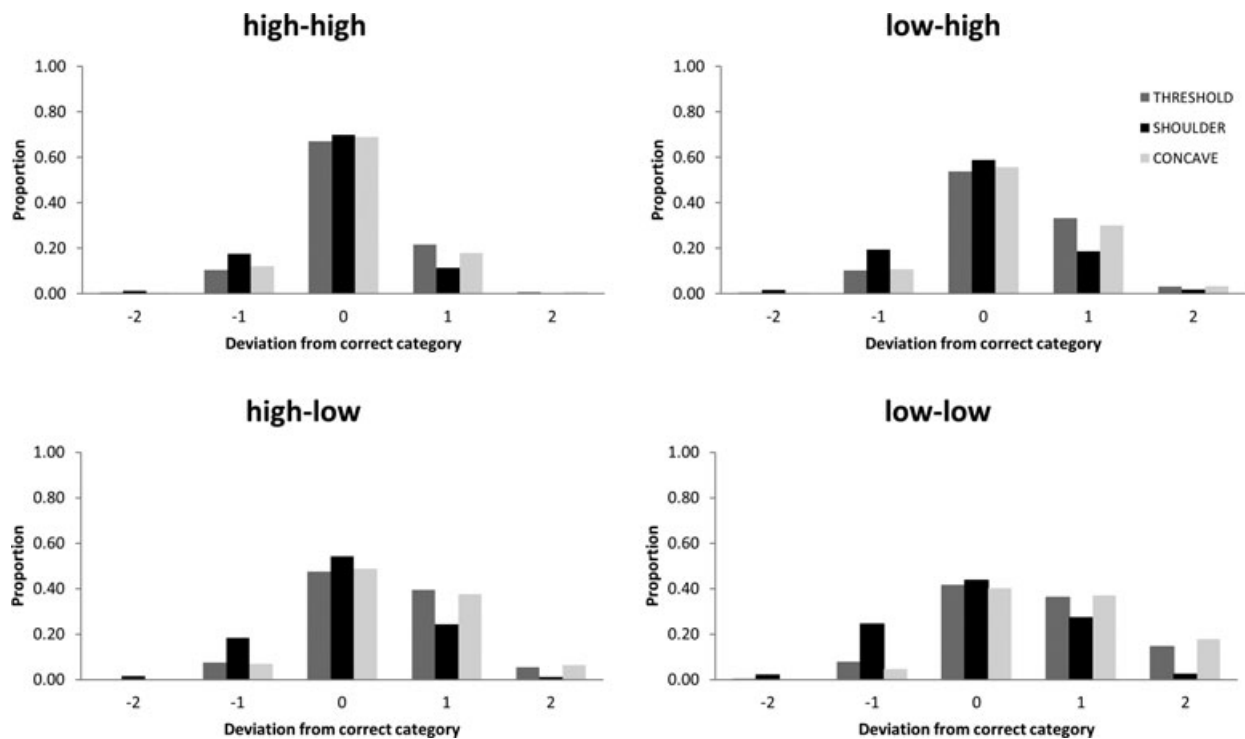 high-high
1.00
0.80
0.60
0.40
0.20
0.00
Proportion
-2 -1 0 1 2
Deviation from correct category
low-high
1.00
0.80
0.60
0.40
0.20
0.00
Proportion
THRESHOLD
SHOULDER
CONCAVE
-2 -1 0 1 2
Deviation from correct category
high-low
1.00
0.80
0.60
0.40
0.20
0.00
Proportion
-2 -1 0 1 2
Deviation from correct category
low-low
1.00
0.80
0.60
0.40
0.20
0.00
Proportion
-2 -1 0 1 2
Deviation from correct category